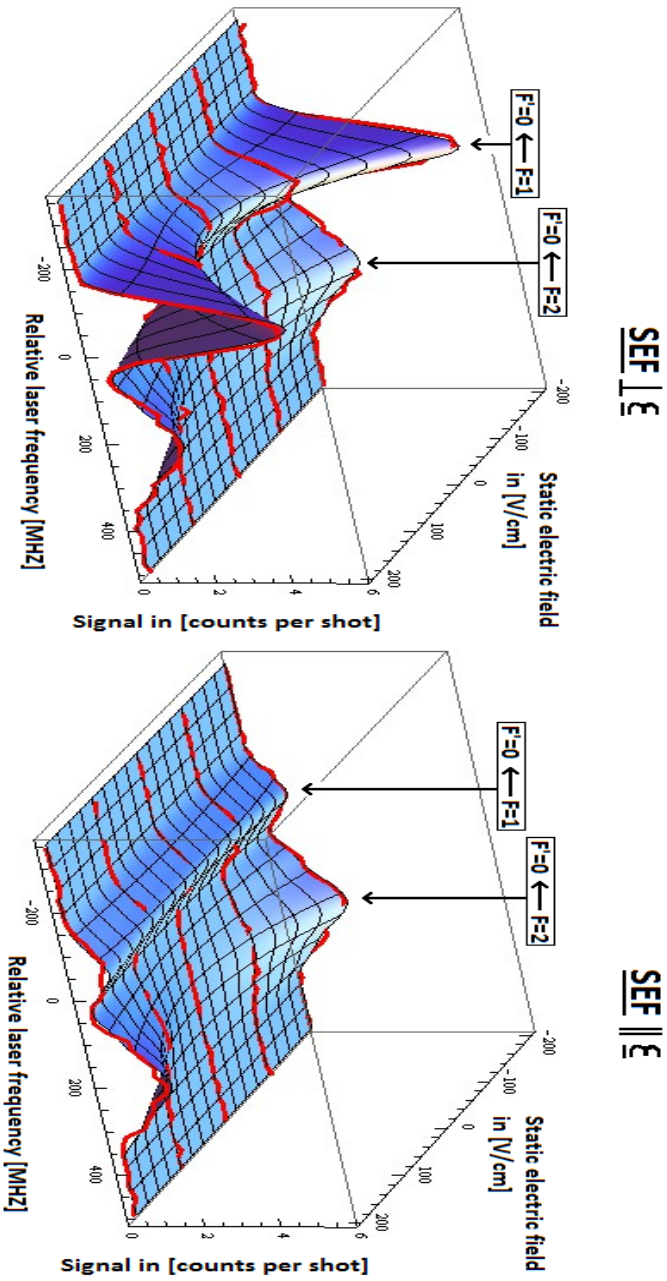 SEF ⊥ ε
F'=0 ← F=1
F'=0 ← F=2
-200
-100
0
100
200
Static electric field
in [V/cm]
-200
0
200
400
Relative laser frequency [MHZ]
0
2
4
6
Signal in [counts per shot]
SEF ∥ ε
F'=0 ← F=1
F'=0 ← F=2
-200
-100
0
100
200
Static electric field
in [V/cm]
-200
0
200
400
Relative laser frequency [MHZ]
0
2
4
6
Signal in [counts per shot]